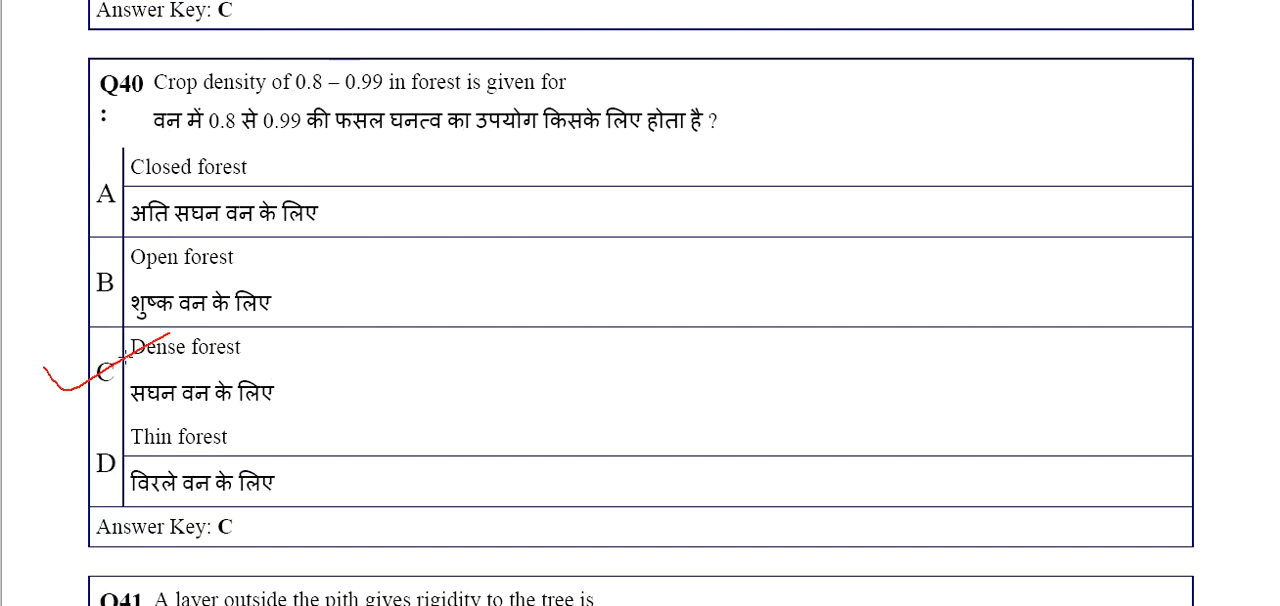 Answer Key: C
Q40 Crop density of 0.8 – 0.99 in forest is given for
: वन में 0.8 से 0.99 की फसल घनत्व का उपयोग किसके लिए होता है ?
A
Closed forest
अति सघन वन के लिए
B
Open forest
शुष्क वन के लिए
C
Dense forest
सघन वन के लिए
D
Thin forest
विरले वन के लिए
Answer Key: C
Q41 A layer outside the pith gives rigidity to the tree is